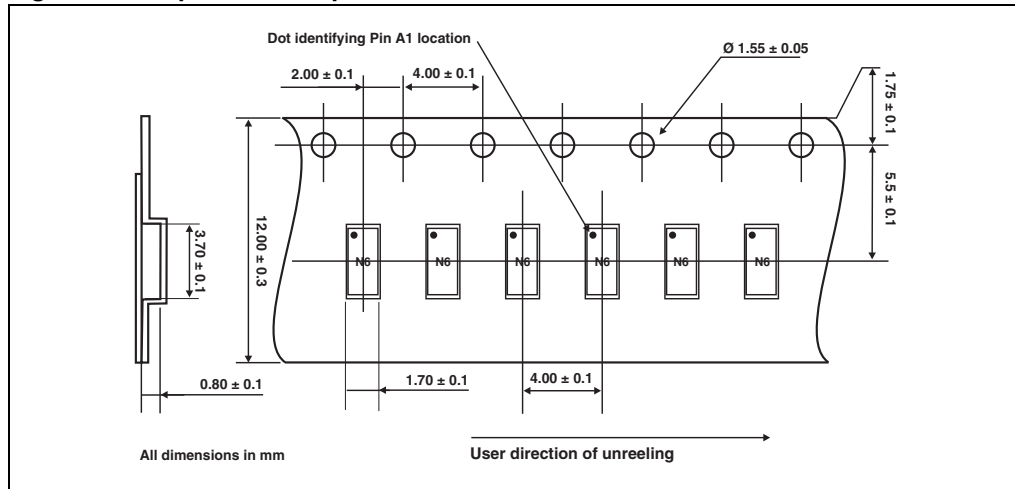 Dot identifying Pin A1 location
Ø 1.55 ± 0.05
2.00 ± 0.1
4.00 ± 0.1
1.75 ± 0.1
5.5 ± 0.1
12.00 ± 0.3
3.70 ± 0.1
N6
N6
N6
N6
N6
N6
0.80 ± 0.1
1.70 ± 0.1
4.00 ± 0.1
All dimensions in mm
User direction of unreeling